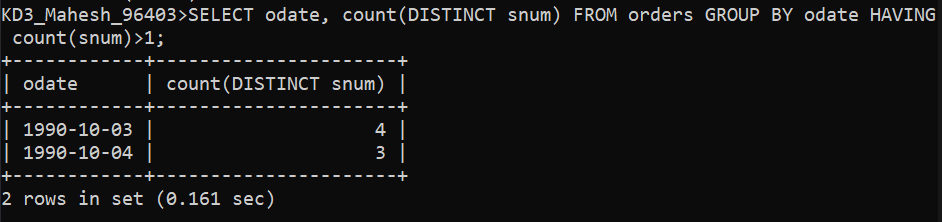 KD3_Mahesh_96403>SELECT odate, count(DISTINCT snum) FROM orders GROUP BY odate HAVING
 count(snum)>1;
+------------+----------------------+
| odate      | count(DISTINCT snum) |
+------------+----------------------+
| 1990-10-03 |                    4 |
| 1990-10-04 |                    3 |
+------------+----------------------+
2 rows in set (0.161 sec)